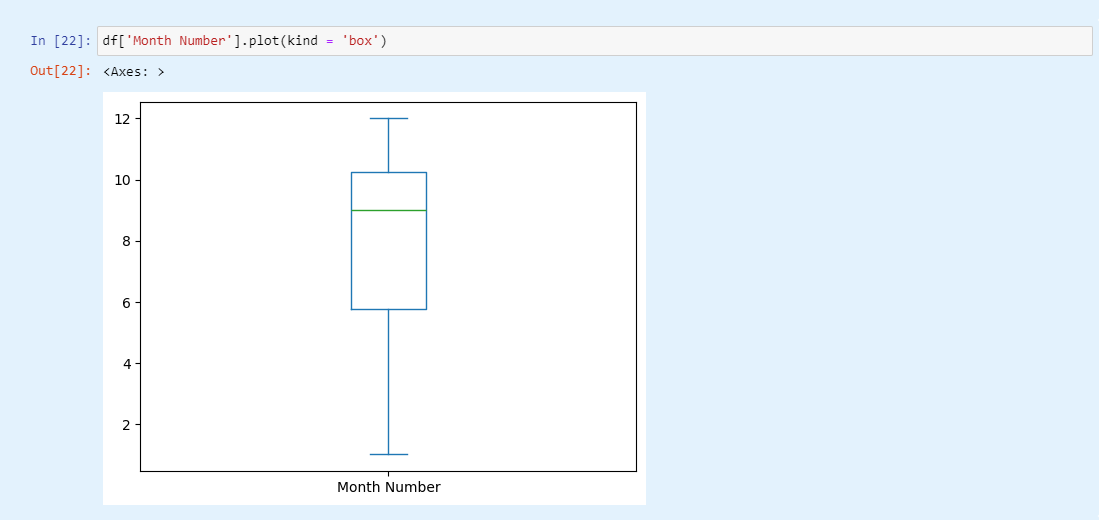 In [22]: df['Month Number'].plot(kind = 'box')
Out[22]: <Axes: >
12
10
8
6
4
2
Month Number